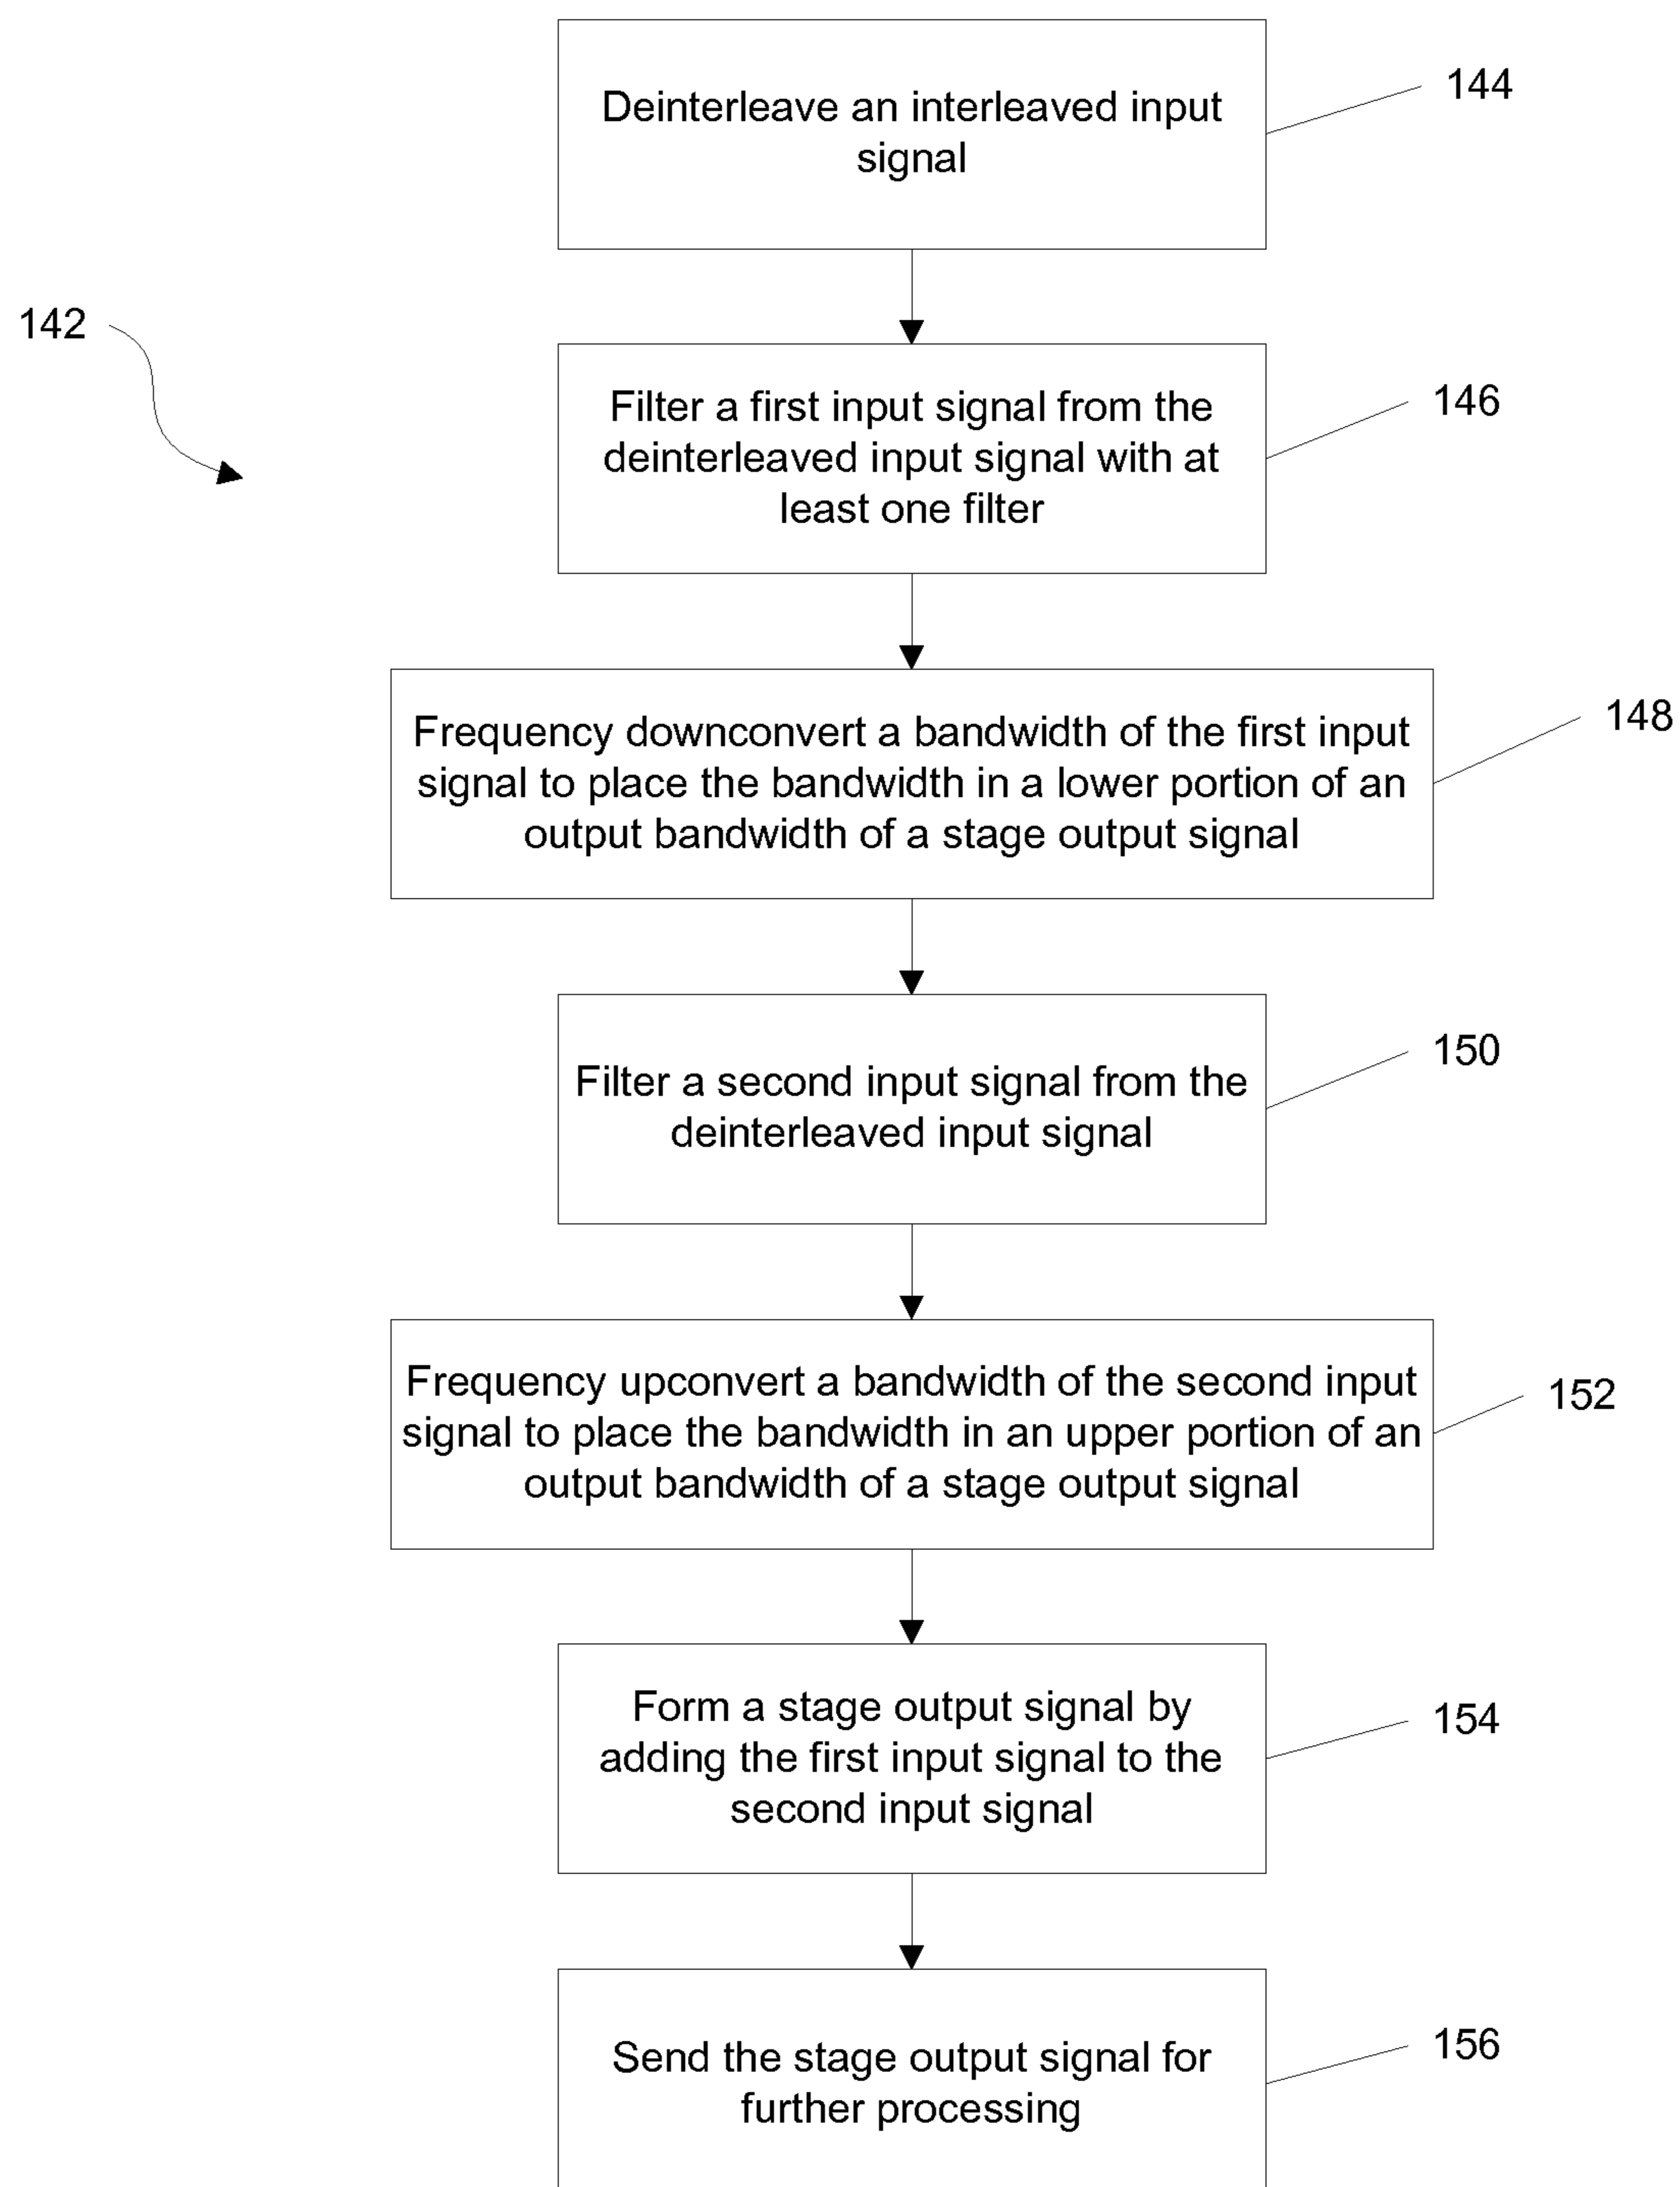 Deinterleave an interleaved input
signal
144
142
Filter a first input signal from the
deinterleaved input signal with at
least one filter
146
Frequency downconvert a bandwidth of the first input
signal to place the bandwidth in a lower portion of an
output bandwidth of a stage output signal
148
Filter a second input signal from the
deinterleaved input signal
150
Frequency upconvert a bandwidth of the second input
signal to place the bandwidth in an upper portion of an
output bandwidth of a stage output signal
152
Form a stage output signal by
adding the first input signal to the
second input signal
154
Send the stage output signal for
further processing
156